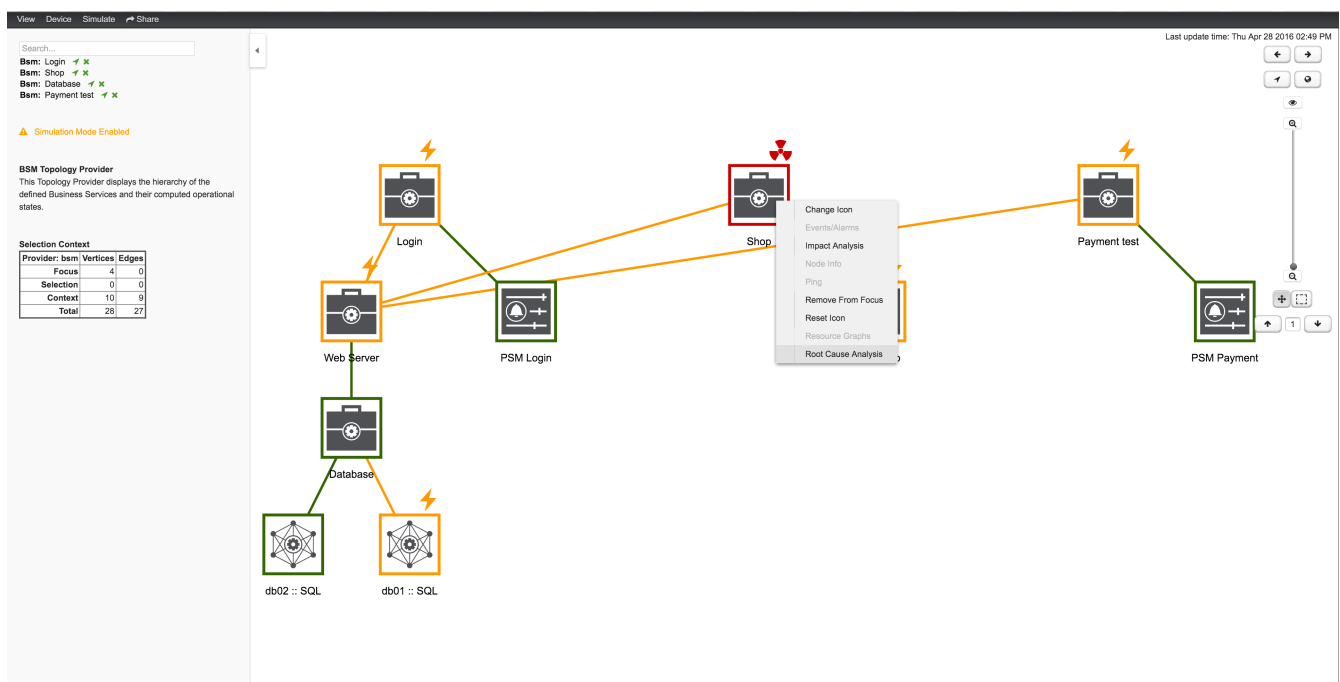 View Device Simulate Share
Last update time: Thu Apr 28 2016 02:49 PM
Search...
Bsm: Login
Bsm: Shop
Bsm: Database
Bsm: Payment test
Simulation Mode Enabled
BSM Topology Provider
This Topology Provider displays the hierarchy of the
defined Business Services and their computed operational
states.
Selection Context
Provider: bsm Vertices Edges
Focus 4 0
Selection 0 0
Context 10 9
Total 28 27
Login
Shop
Payment test
Change Icon
Events/Alarms
Impact Analysis
Node Info
Ping
Remove From Focus
Reset Icon
Resource Graphs
Root Cause Analysis
1
Web Server
PSM Login
PSM Payment
Database
db02 :: SQL
db01 :: SQL